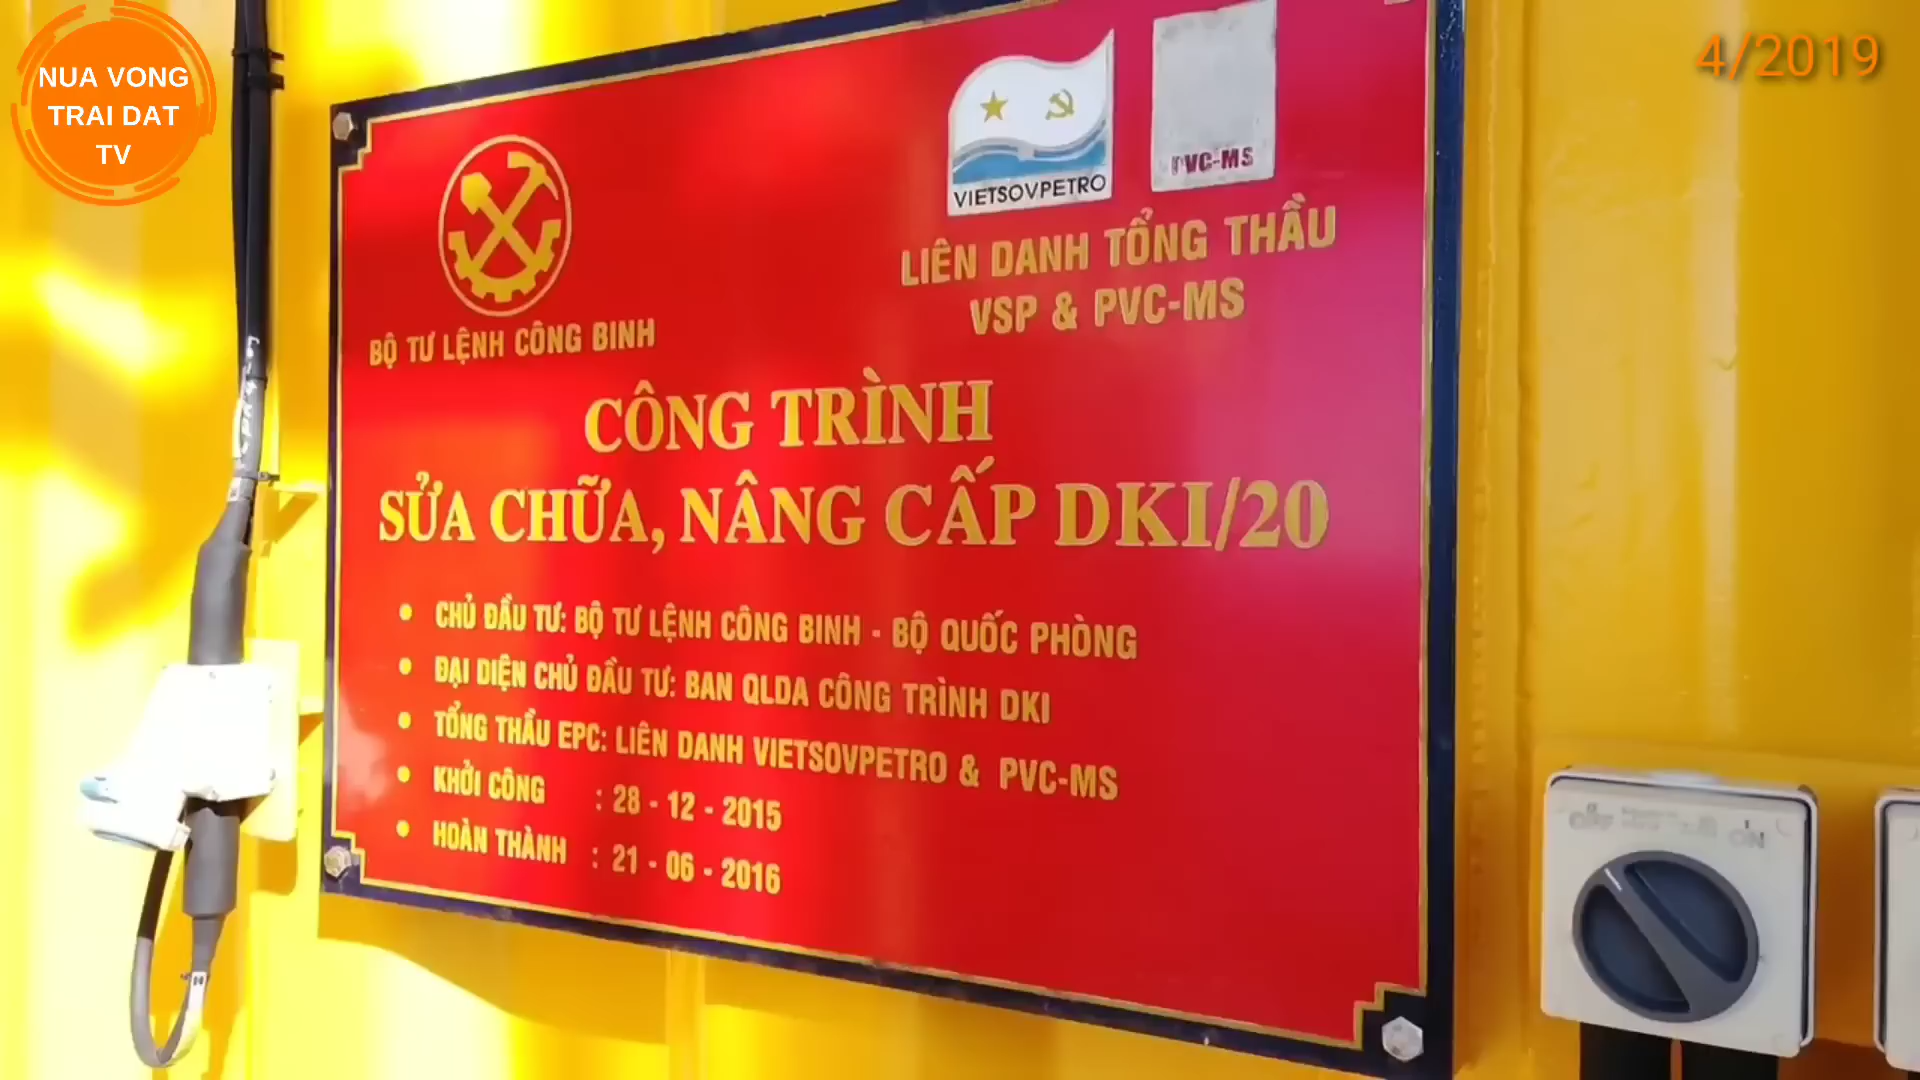 NUA VONG
TRAI DAT
TV
4/2019
VIETSOVPETRO
PVC-MS
BỘ TƯ LỆNH CÔNG BINH
LIÊN DANH TỔNG THẦU
VSP & PVC-MS
CÔNG TRÌNH
SỬA CHỮA, NÂNG CẤP DKI/20
• CHỦ ĐẦU TƯ: BỘ TƯ LỆNH CÔNG BINH - BỘ QUỐC PHÒNG
• ĐẠI DIỆN CHỦ ĐẦU TƯ: BAN QLDA CÔNG TRÌNH DKI
• TỔNG THẦU EPC: LIÊN DANH VIETSOVPETRO & PVC-MS
• KHỞI CÔNG : 28 - 12 - 2015
• HOÀN THÀNH : 21 - 06 - 2016
OFF
ON